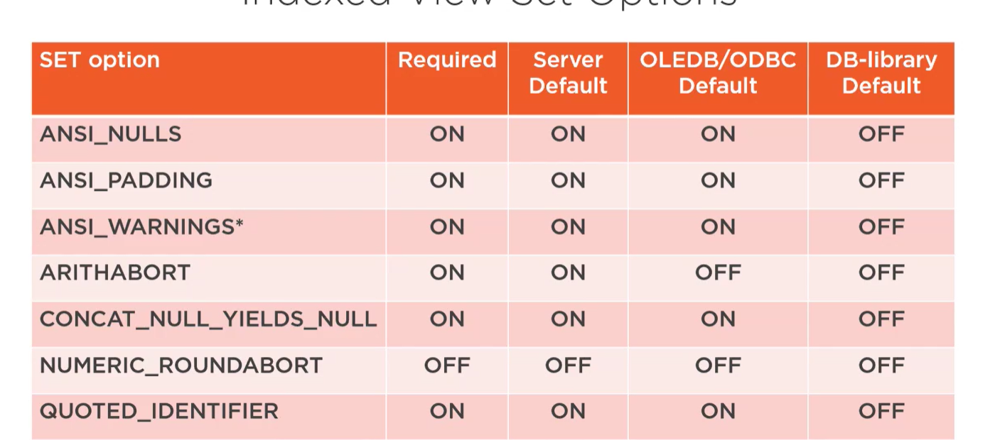 Indexed View Set Options
SET option Required Server Default OLEDB/ODBC Default DB-library Default
ANSI_NULLS ON ON ON OFF
ANSI_PADDING ON ON ON OFF
ANSI_WARNINGS* ON ON ON OFF
ARITHABORT ON ON OFF OFF
CONCAT_NULL_YIELDS_NULL ON ON ON OFF
NUMERIC_ROUNDABORT OFF OFF OFF OFF
QUOTED_IDENTIFIER ON ON ON OFF